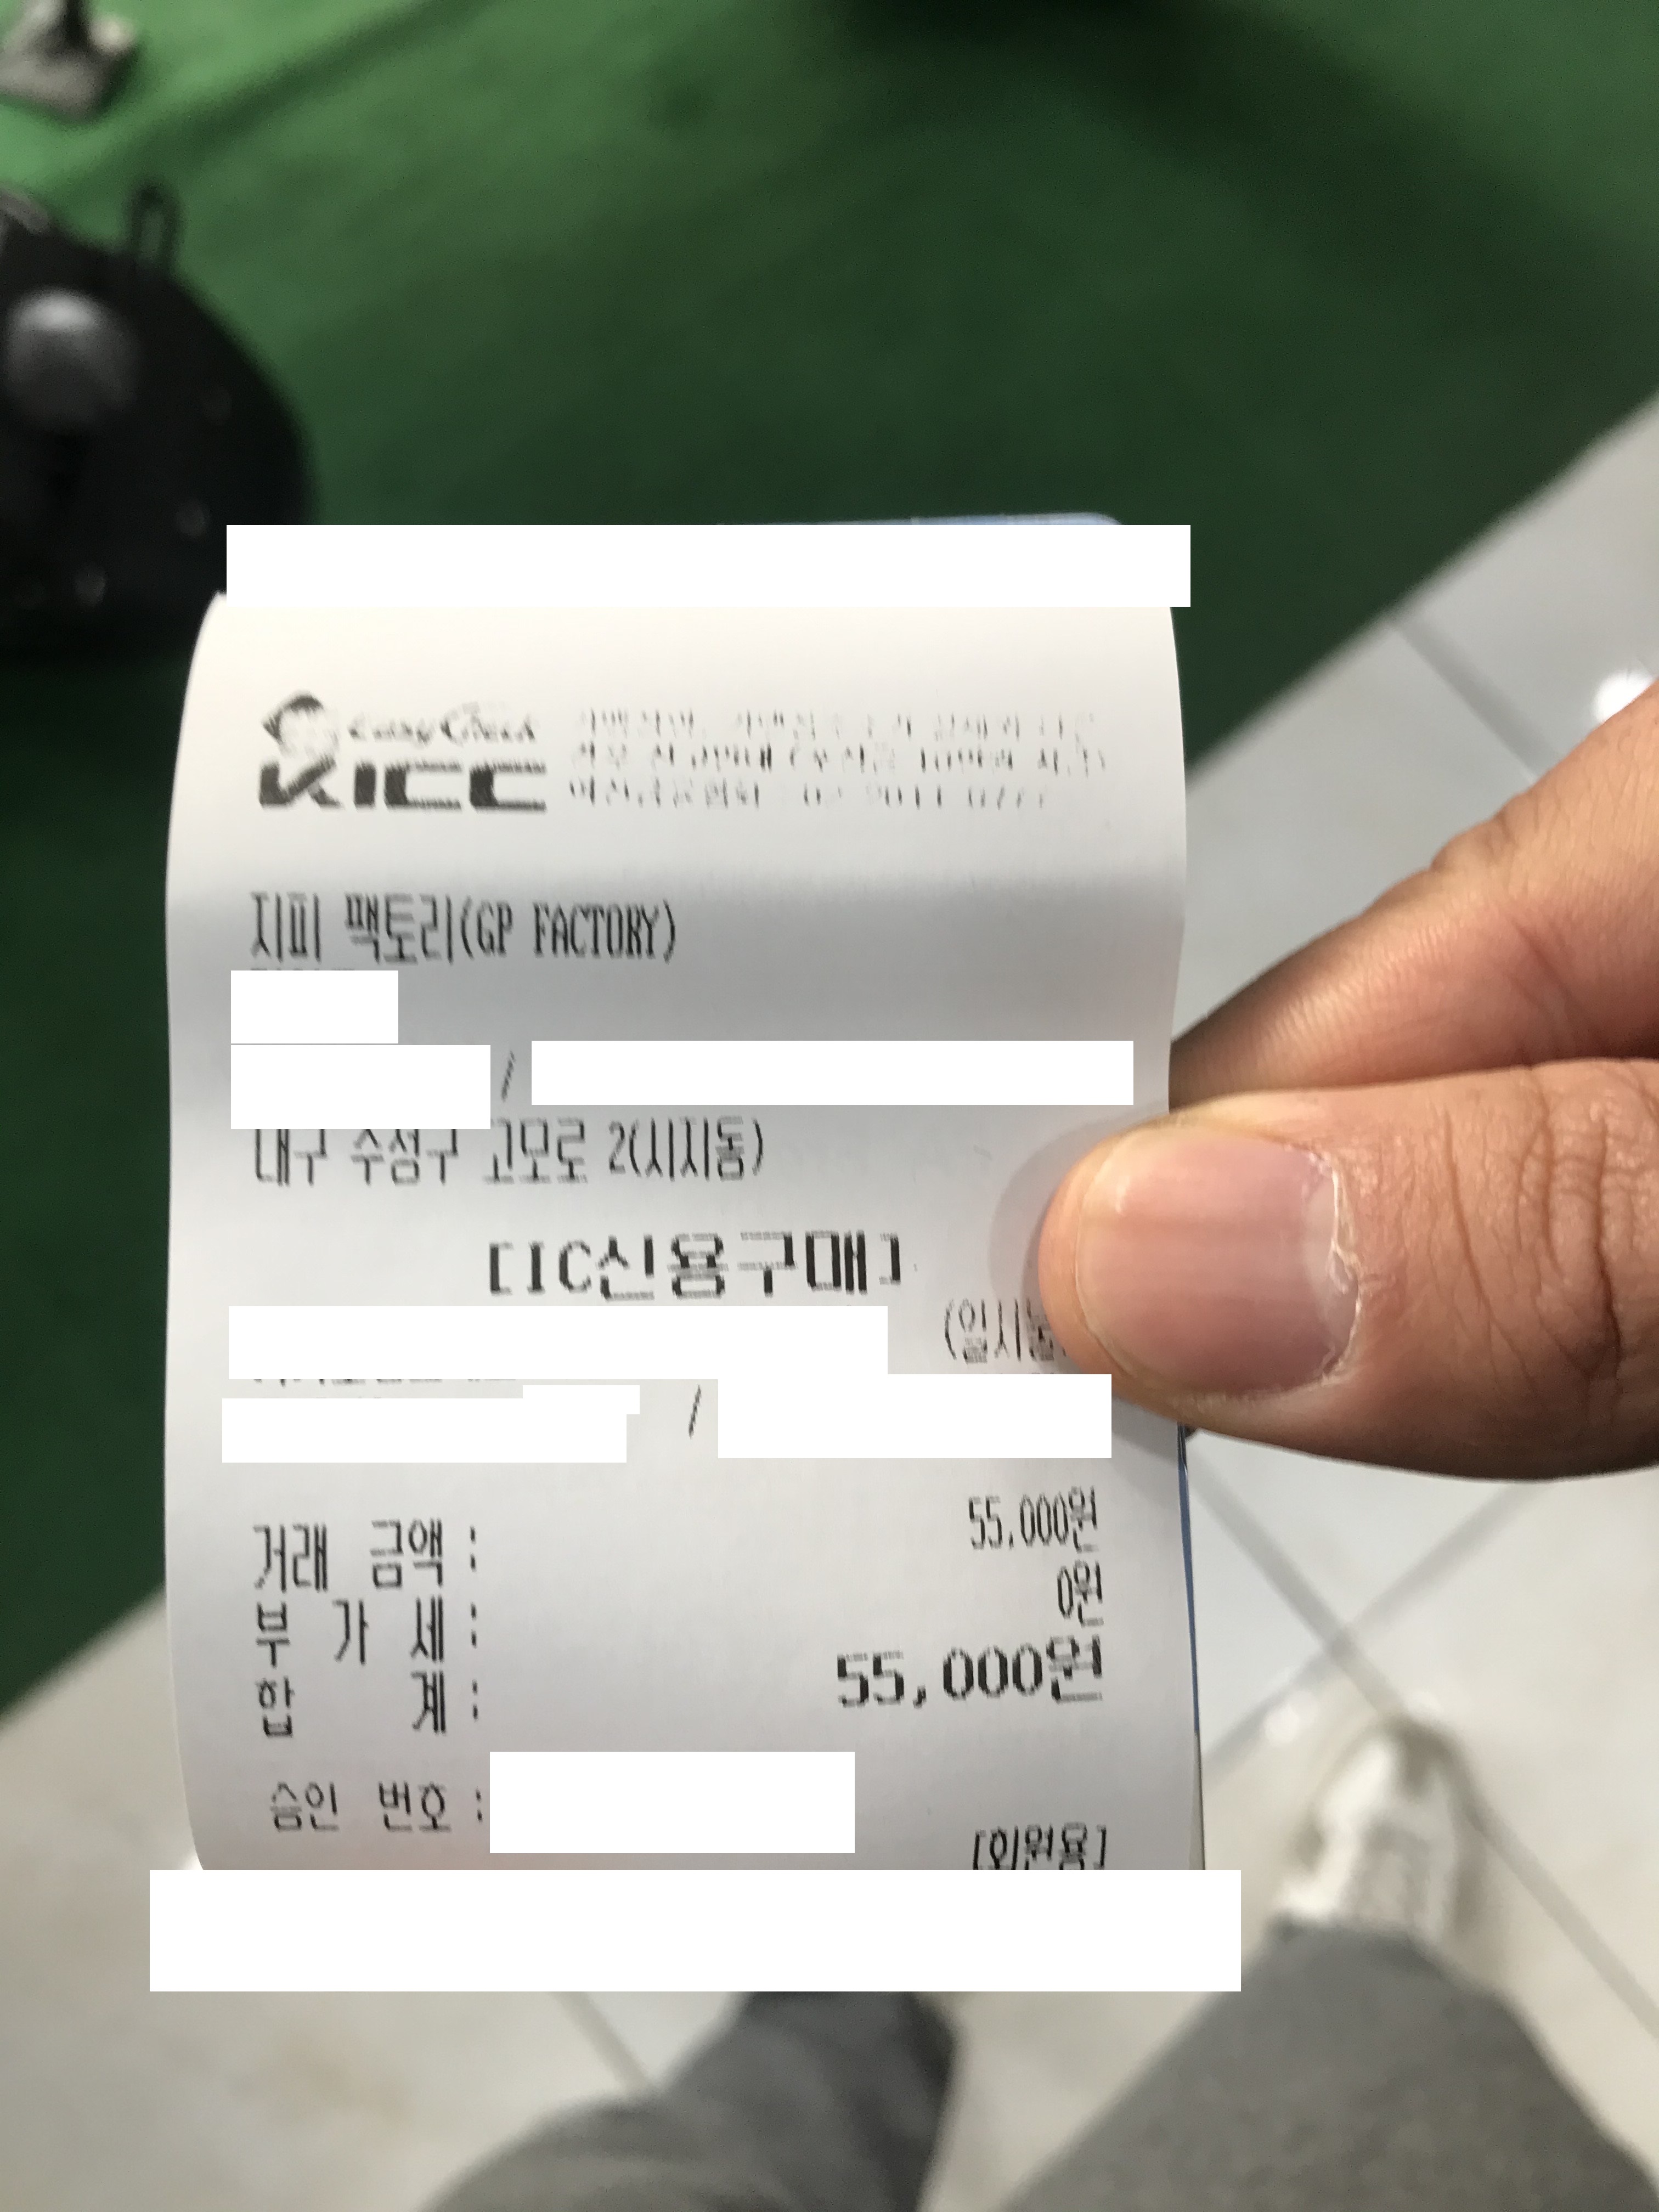 Easy Check
KICC
지피 팩토리(GP FACTORY)
/
대구 수성구 고모로 2(시지동)
[IC신용구매]
/
거래 금액 : 55,000원
부 가 세 : 0원
합 계 : 55,000원
승인 번호 :
[회원용]